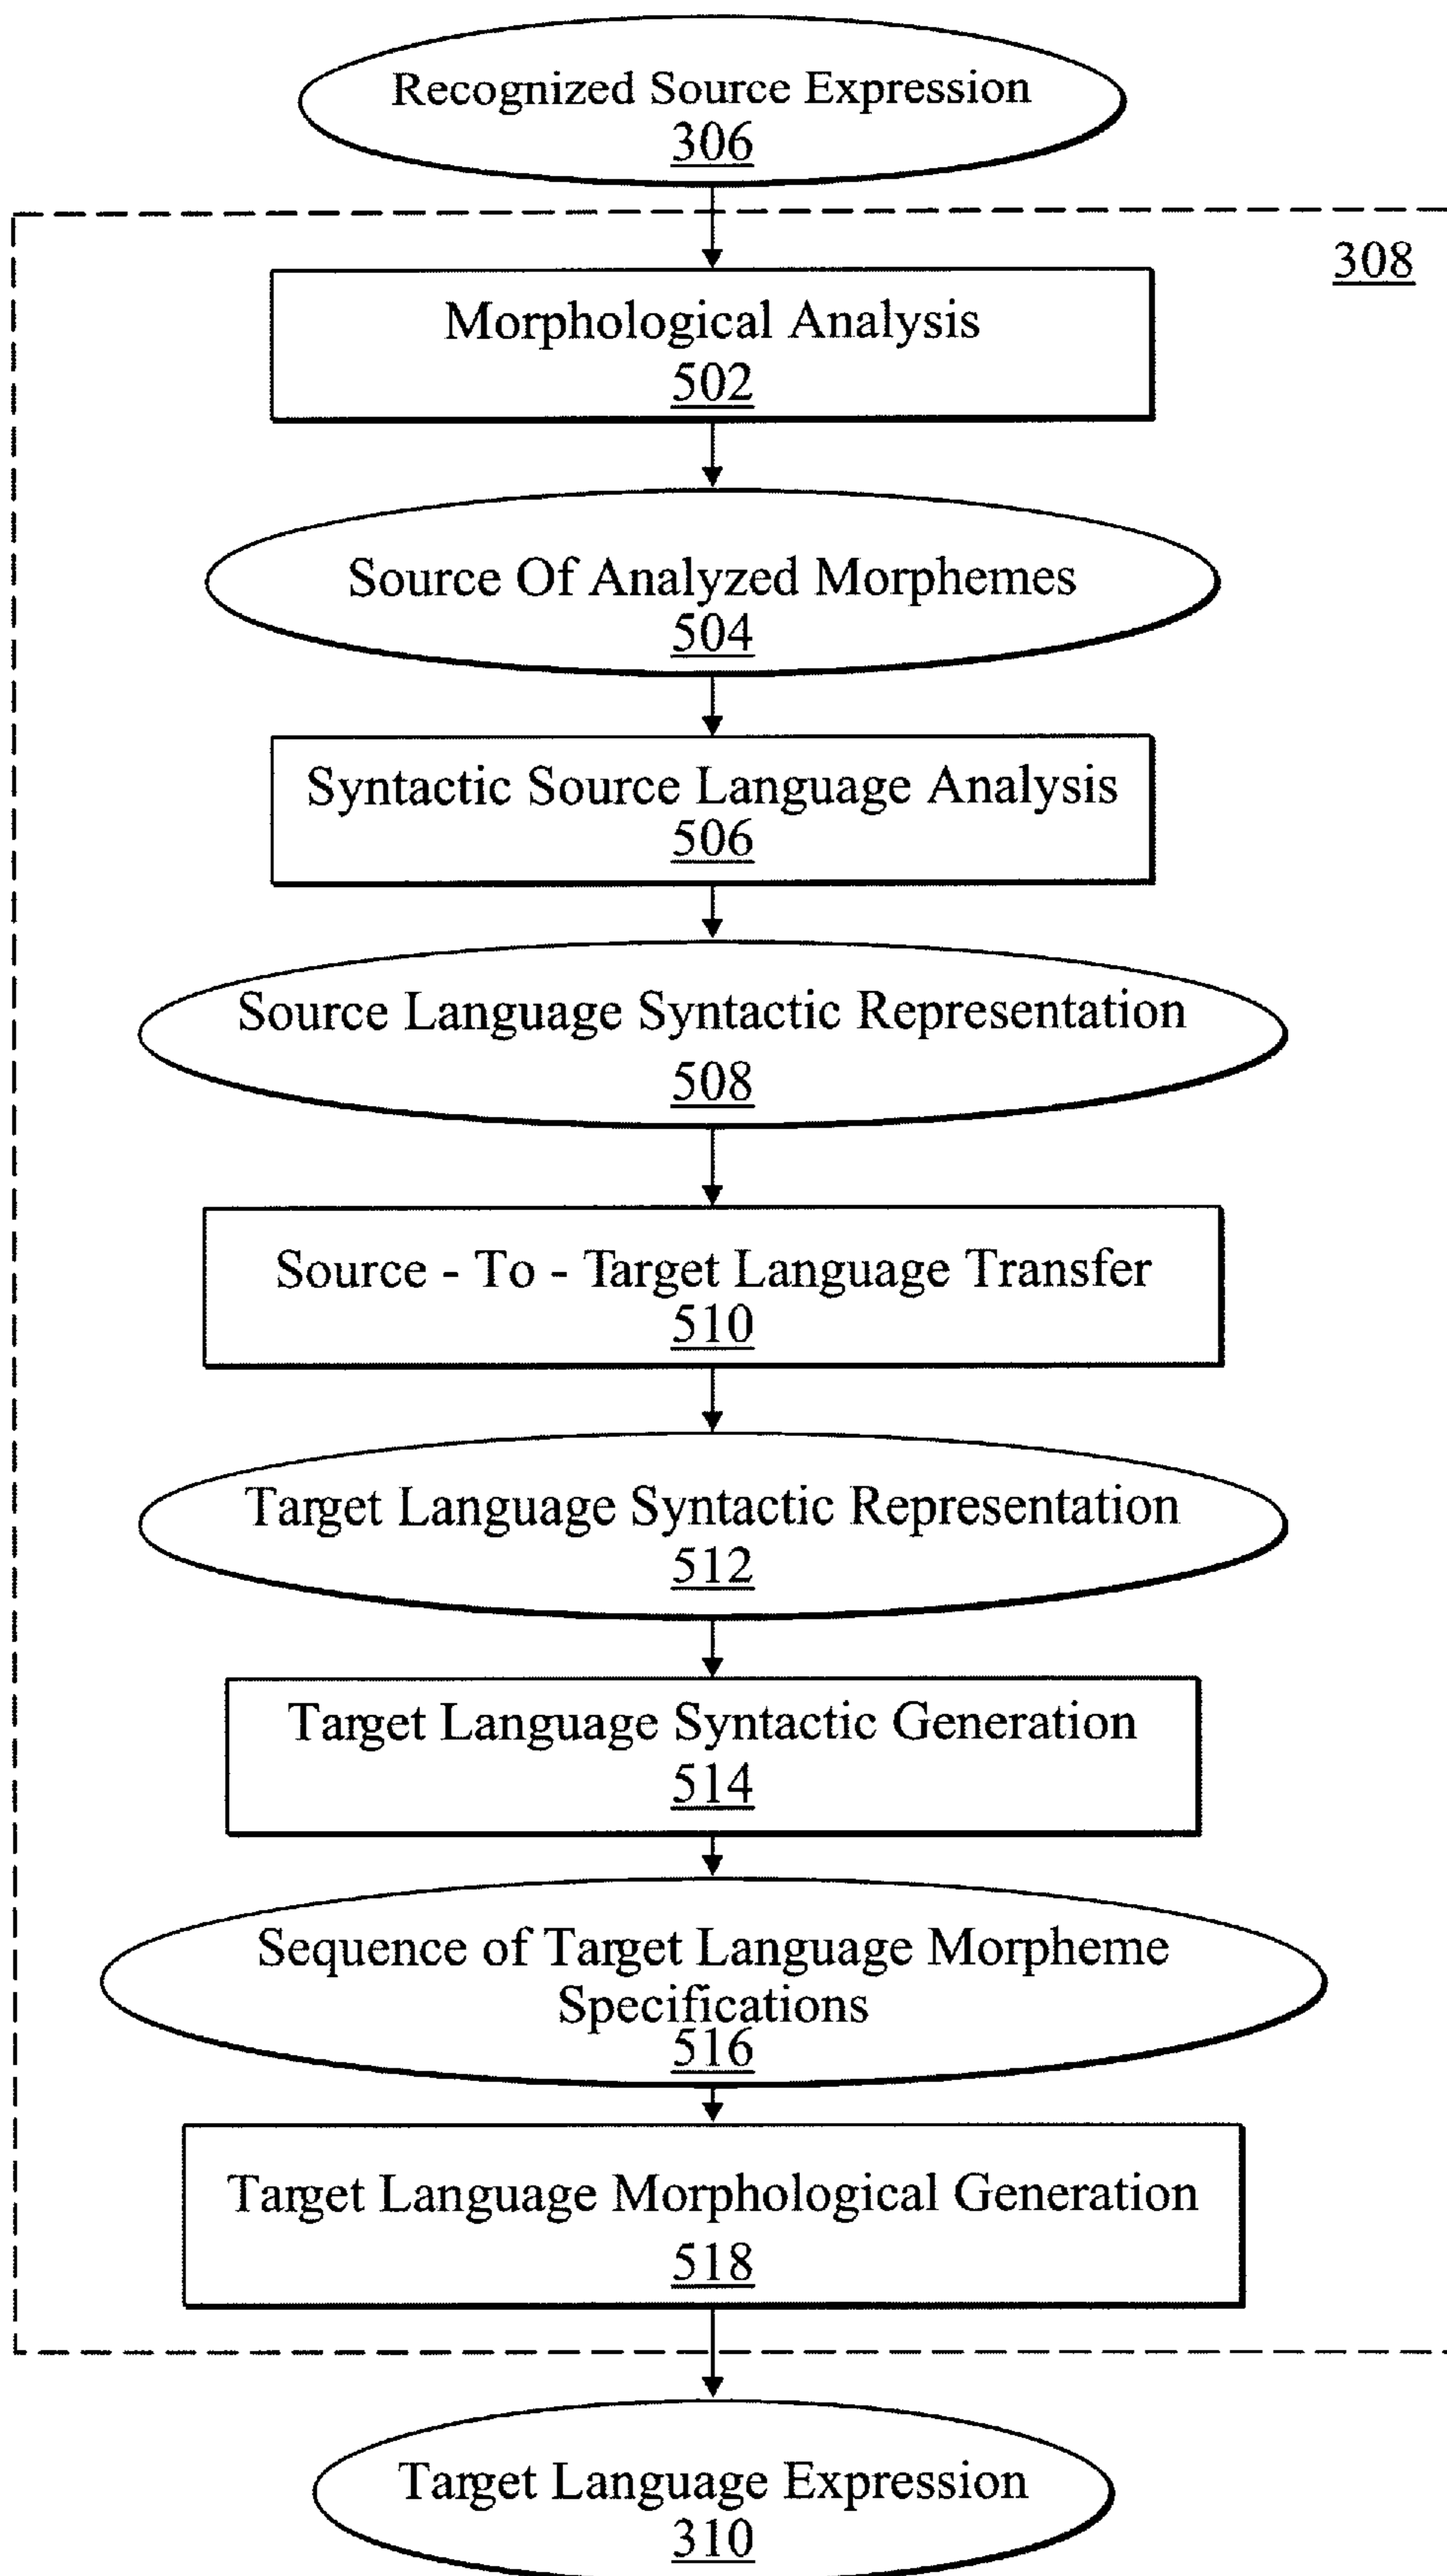 Recognized Source Expression
306
308
Morphological Analysis
502
Source Of Analyzed Morphemes
504
Syntactic Source Language Analysis
506
Source Language Syntactic Representation
508
Source - To - Target Language Transfer
510
Target Language Syntactic Representation
512
Target Language Syntactic Generation
514
Sequence of Target Language Morpheme
Specifications
516
Target Language Morphological Generation
518
Target Language Expression
310